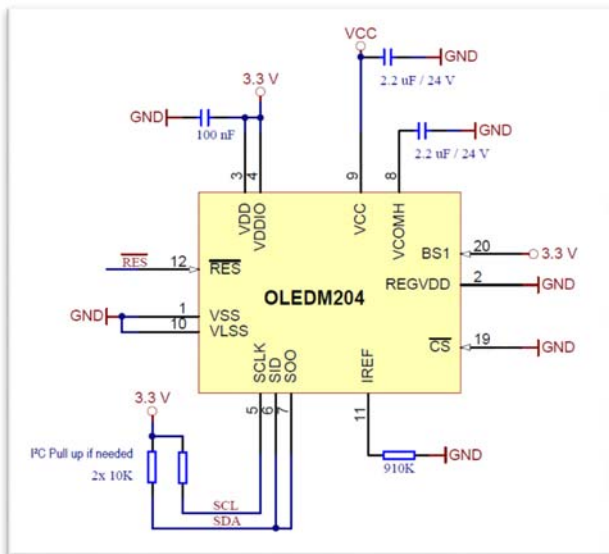 VCC
GND
2.2 uF / 24 V
3.3 V
GND
100 nF
GND
2.2 uF / 24 V
3
4
9
8
VDD
VDDIO
VCC
VCOMH
BS1
20
3.3 V
RES
12
RES
REGVDD
2
GND
OLEDM204
GND
1
VSS
10
VLSS
CS
19
GND
SCLK
SID
SOO
IREF
5
6
7
11
3.3 V
I²C Pull up if needed
2x 10K
910K
GND
SCL
SDA